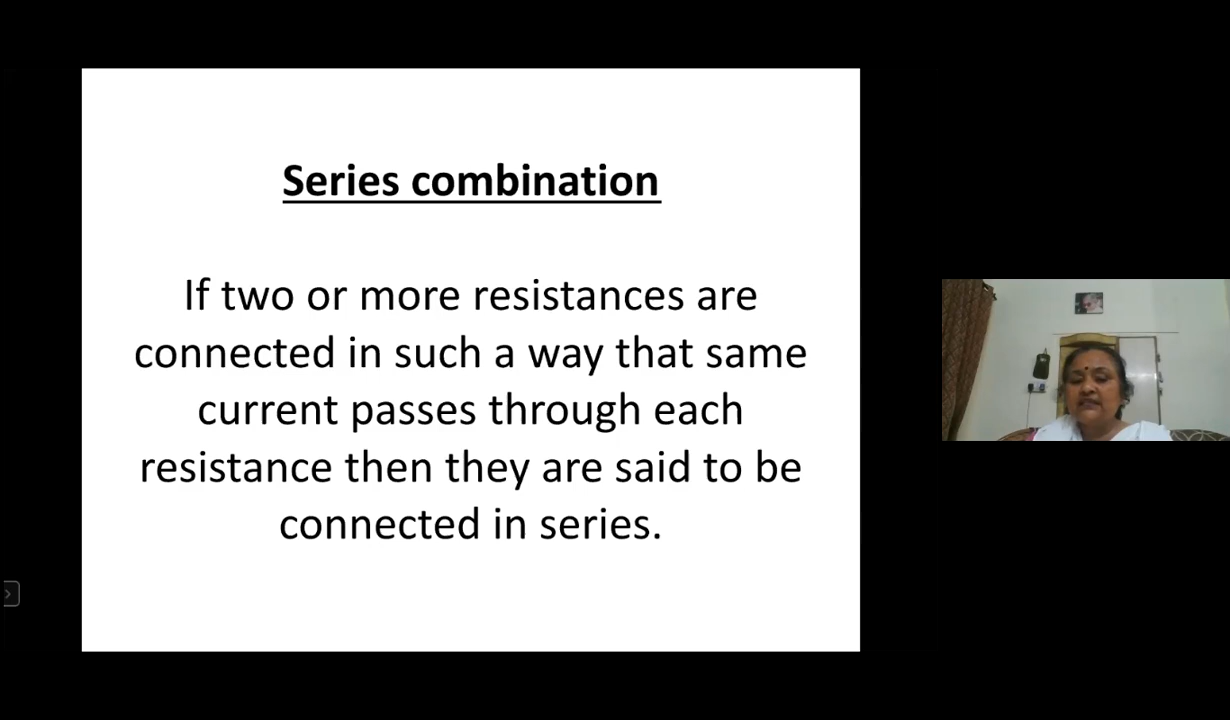 Series combination
If two or more resistances are
connected in such a way that same
current passes through each
resistance then they are said to be
connected in series.